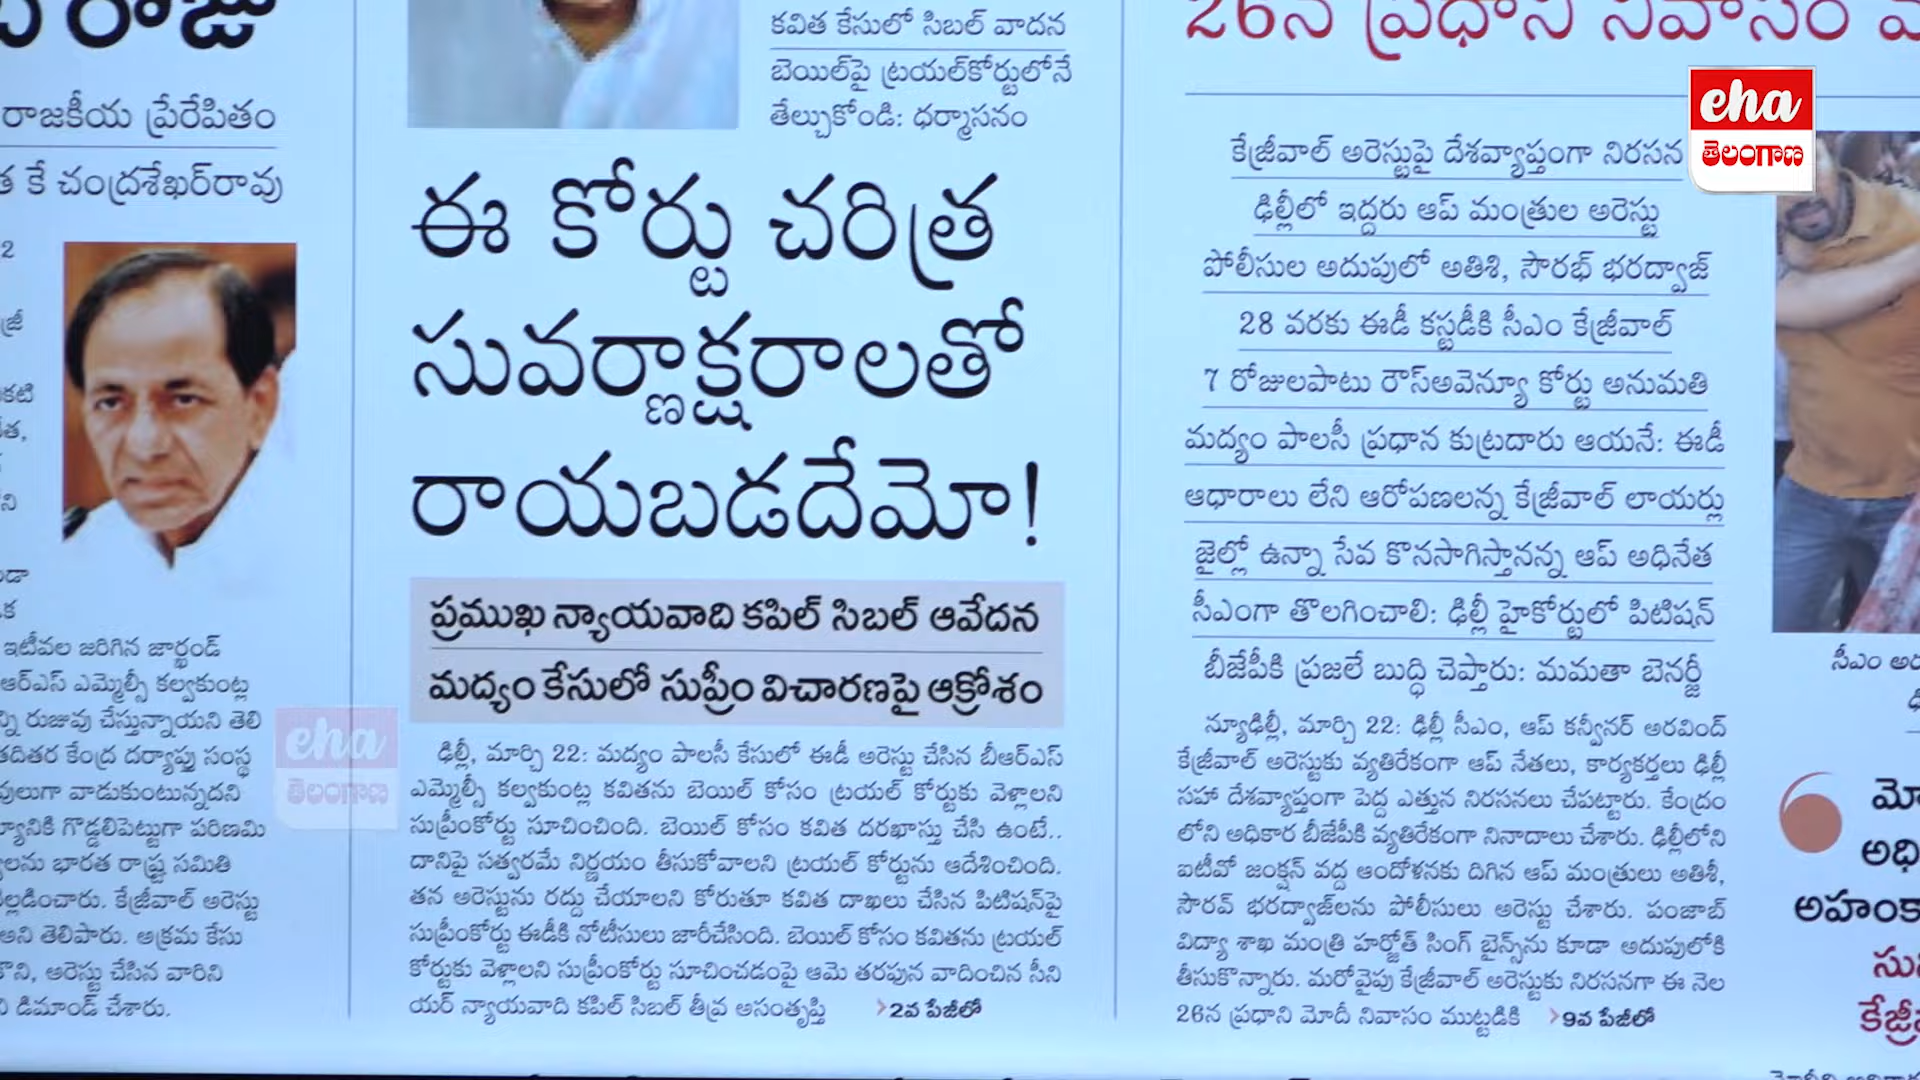 రాజకీయ ప్రేరేపితం
కే చంద్రశేఖర్‌రావు
2
ఇటీవల జరిగిన జార్ఖండ్
ఆర్ఎస్ ఎమ్మెల్సీ కల్వకుంట్ల
రుజువు చేస్తున్నాయని తెలి
తదితర కేంద్ర దర్యాప్తు సంస్థ
వాడుకుంటున్నదని
గొడ్డలిపెట్టుగా పరిణమి
భారత రాష్ట్ర సమితి
కేజ్రీవాల్ అరెస్టు
అని తెలిపారు. అక్రమ కేసు
అరెస్టు చేసిన వారిని
డిమాండ్ చేశారు.
కవిత కేసులో సిబల్ వాదన
బెయిల్‌పై ట్రయల్‌కోర్టులోనే
తేల్చుకోండి: ధర్మాసనం
ఈ కోర్టు చరిత్ర
సువర్ణాక్షరాలతో
రాయబడదేమో!
ప్రముఖ న్యాయవాది కపిల్ సిబల్ ఆవేదన
మద్యం కేసులో సుప్రీం విచారణపై ఆక్రోశం
ఢిల్లీ, మార్చి 22: మద్యం పాలసీ కేసులో ఈడీ అరెస్టు చేసిన బీఆర్ఎస్
ఎమ్మెల్సీ కల్వకుంట్ల కవితను బెయిల్ కోసం ట్రయల్ కోర్టుకు వెళ్లాలని
సుప్రీంకోర్టు సూచించింది. బెయిల్ కోసం కవిత దరఖాస్తు చేసి ఉంటే..
దానిపై సత్వరమే నిర్ణయం తీసుకోవాలని ట్రయల్ కోర్టును ఆదేశించింది.
తన అరెస్టును రద్దు చేయాలని కోరుతూ కవిత దాఖలు చేసిన పిటిషన్‌పై
సుప్రీంకోర్టు ఈడీకి నోటీసులు జారీచేసింది. బెయిల్ కోసం కవితను ట్రయల్
కోర్టుకు వెళ్లాలని సుప్రీంకోర్టు సూచించడంపై ఆమె తరఫున వాదించిన సీని
యర్ న్యాయవాది కపిల్ సిబల్ తీవ్ర అసంతృప్తి >2వ పేజీలో
26న ప్రధాని నివాసం
కేజ్రీవాల్ అరెస్టుపై దేశవ్యాప్తంగా నిరసన
ఢిల్లీలో ఇద్దరు ఆప్ మంత్రుల అరెస్టు
పోలీసుల అదుపులో అతిశి, సౌరభ్ భరద్వాజ్
28 వరకు ఈడీ కస్టడీకి సీఎం కేజ్రీవాల్
7 రోజులపాటు రౌస్అవెన్యూ కోర్టు అనుమతి
మద్యం పాలసీ ప్రధాన కుట్రదారు ఆయనే: ఈడీ
ఆధారాలు లేని ఆరోపణలన్న కేజ్రీవాల్ లాయర్లు
జైల్లో ఉన్నా సేవ కొనసాగిస్తానన్న ఆప్ అధినేత
సీఎంగా తొలగించాలి: ఢిల్లీ హైకోర్టులో పిటిషన్
బీజేపీకి ప్రజలే బుద్ధి చెప్తారు: మమతా బెనర్జీ
న్యూఢిల్లీ, మార్చి 22: ఢిల్లీ సీఎం, ఆప్ కన్వీనర్ అరవింద్
కేజ్రీవాల్ అరెస్టుకు వ్యతిరేకంగా ఆప్ నేతలు, కార్యకర్తలు ఢిల్లీ
సహా దేశవ్యాప్తంగా పెద్ద ఎత్తున నిరసనలు చేపట్టారు. కేంద్రం
లోని అధికార బీజేపీకి వ్యతిరేకంగా నినాదాలు చేశారు. ఢిల్లీలోని
ఐటీవో జంక్షన్ వద్ద ఆందోళనకు దిగిన ఆప్ మంత్రులు అతిశీ,
సౌరవ్ భరద్వాజ్‌లను పోలీసులు అరెస్టు చేశారు. పంజాబ్
విద్యా శాఖ మంత్రి హర్జోత్ సింగ్ బైన్స్‌ను కూడా అదుపులోకి
తీసుకొన్నారు. మరోవైపు కేజ్రీవాల్ అరెస్టుకు నిరసనగా ఈ నెల
26న ప్రధాని మోదీ నివాసం ముట్టడికి >9వ పేజీలో
eha
తెలంగాణ
సీఎం
eha
తెలంగాణ